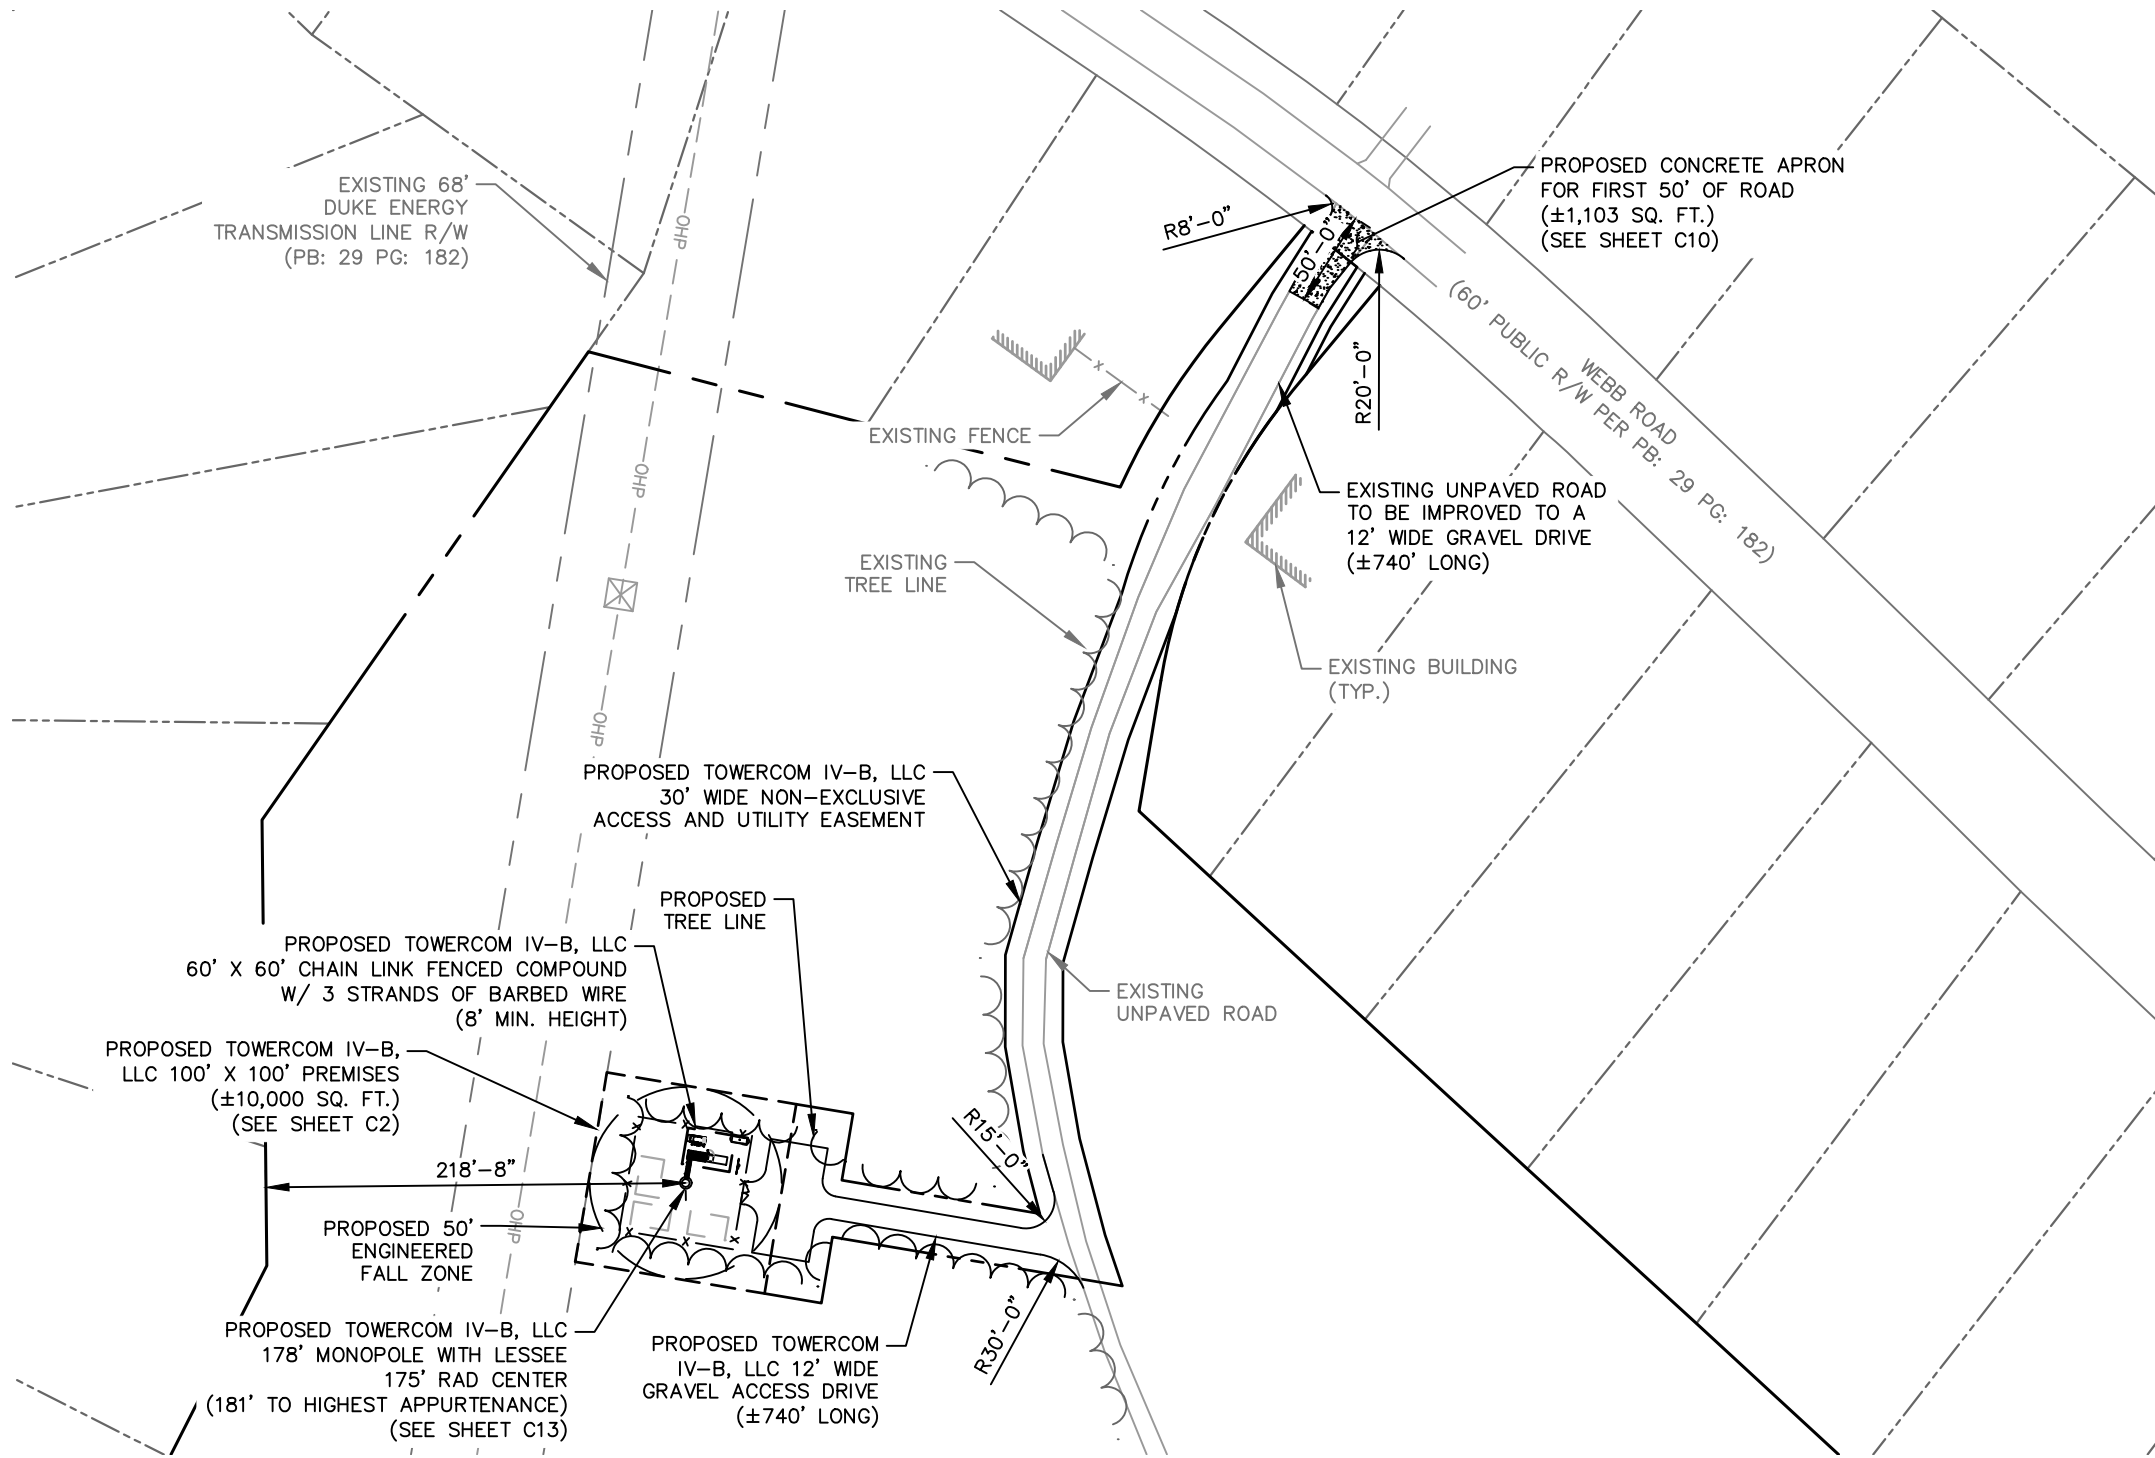 EXISTING 68'
DUKE ENERGY
TRANSMISSION LINE R/W
(PB: 29 PG: 182)
OHP
PROPOSED CONCRETE APRON
FOR FIRST 50' OF ROAD
(±1,103 SQ. FT.)
(SEE SHEET C10)
R8'-0"
50'-0"
R20'-0"
WEBB ROAD
(60' PUBLIC R/W PER PB: 29 PG: 182)
x
x
EXISTING FENCE
OHP
EXISTING UNPAVED ROAD
TO BE IMPROVED TO A
12' WIDE GRAVEL DRIVE
(±740' LONG)
EXISTING
TREE LINE
EXISTING BUILDING
(TYP.)
OHP
PROPOSED TOWERCOM IV-B, LLC
30' WIDE NON-EXCLUSIVE
ACCESS AND UTILITY EASEMENT
PROPOSED
TREE LINE
PROPOSED TOWERCOM IV-B, LLC
60' X 60' CHAIN LINK FENCED COMPOUND
W/ 3 STRANDS OF BARBED WIRE
(8' MIN. HEIGHT)
EXISTING
UNPAVED ROAD
PROPOSED TOWERCOM IV-B,
LLC 100' X 100' PREMISES
(±10,000 SQ. FT.)
(SEE SHEET C2)
R15'-0"
218'-8"
OHP
PROPOSED 50'
ENGINEERED
FALL ZONE
PROPOSED TOWERCOM IV-B, LLC
178' MONOPOLE WITH LESSEE
175' RAD CENTER
(181' TO HIGHEST APPURTENANCE)
(SEE SHEET C13)
PROPOSED TOWERCOM
IV-B, LLC 12' WIDE
GRAVEL ACCESS DRIVE
(±740' LONG)
R30'-0"